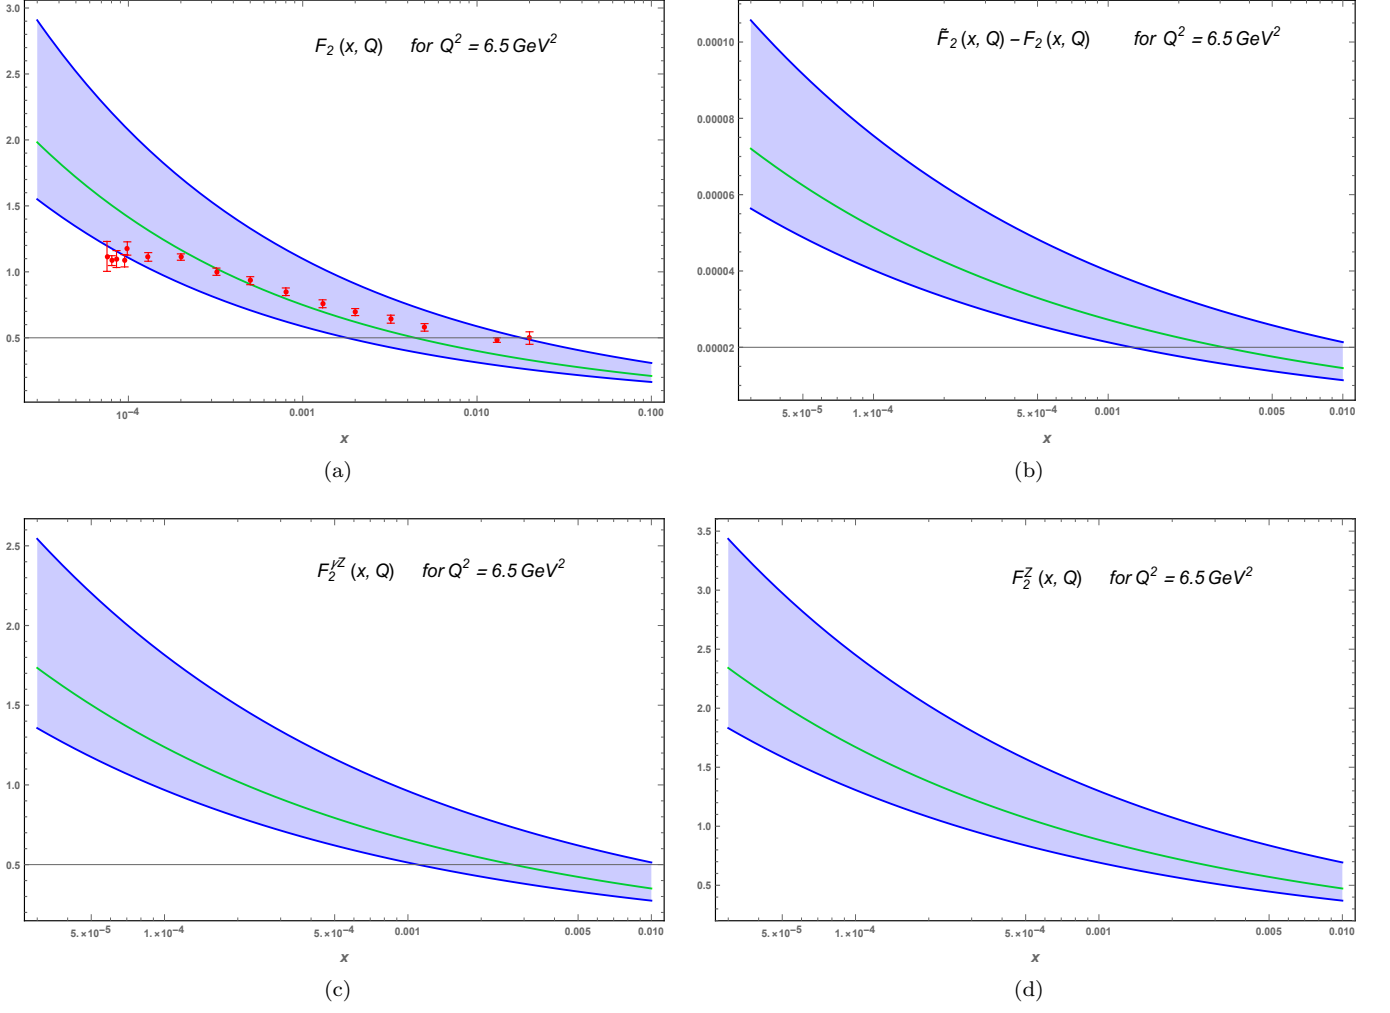 F₂ (x, Q) for Q² = 6.5 GeV²
3.0
2.5
2.0
1.5
1.0
0.5
10⁻⁴ 0.001 0.010 0.100
x
(a)
F̃₂ (x, Q) – F₂ (x, Q) for Q² = 6.5 GeV²
0.00010
0.00008
0.00006
0.00004
0.00002
5.×10⁻⁵ 1.×10⁻⁴ 5.×10⁻⁴ 0.001 0.005 0.010
x
(b)
F₂^γZ (x, Q) for Q² = 6.5 GeV²
2.5
2.0
1.5
1.0
0.5
5.×10⁻⁵ 1.×10⁻⁴ 5.×10⁻⁴ 0.001 0.005 0.010
x
(c)
F₂^Z (x, Q) for Q² = 6.5 GeV²
3.5
3.0
2.5
2.0
1.5
1.0
0.5
5.×10⁻⁵ 1.×10⁻⁴ 5.×10⁻⁴ 0.001 0.005 0.010
x
(d)